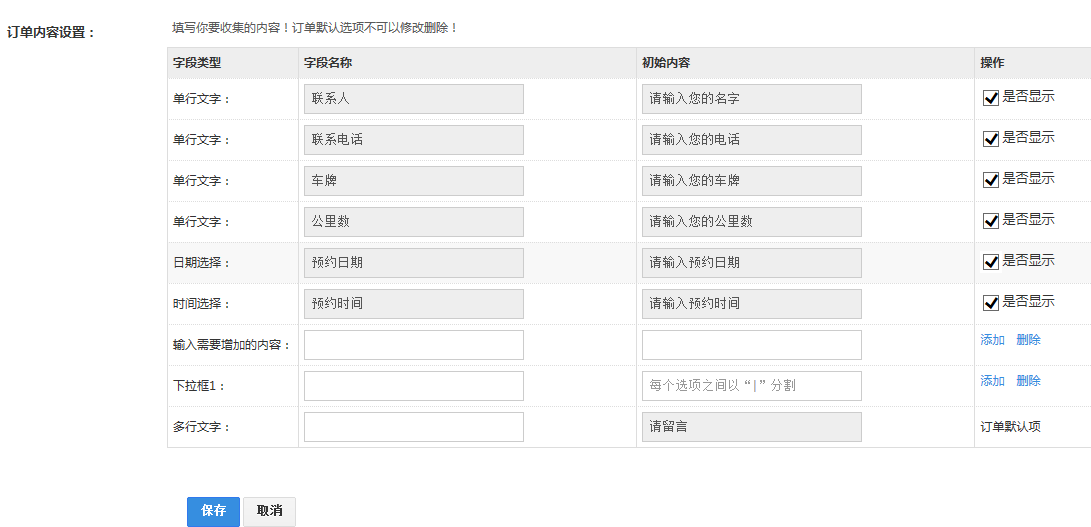 订单内容设置： 填写你要收集的内容！订单默认选项不可以修改删除！
字段类型 字段名称 初始内容 操作
单行文字： 联系人 请输入您的名字 是否显示
单行文字： 联系电话 请输入您的电话 是否显示
单行文字： 车牌 请输入您的车牌 是否显示
单行文字： 公里数 请输入您的公里数 是否显示
日期选择： 预约日期 请输入预约日期 是否显示
时间选择： 预约时间 请输入预约时间 是否显示
输入需要增加的内容： 添加 删除
下拉框1： 每个选项之间以“|”分割 添加 删除
多行文字： 请留言 订单默认项
保存 取消